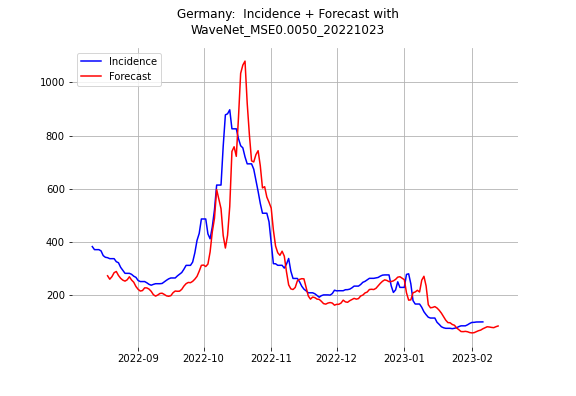 Germany:  Incidence + Forecast with
WaveNet_MSE0.0050_20221023
Incidence
Forecast
1000
800
600
400
200
2022-09 2022-10 2022-11 2022-12 2023-01 2023-02